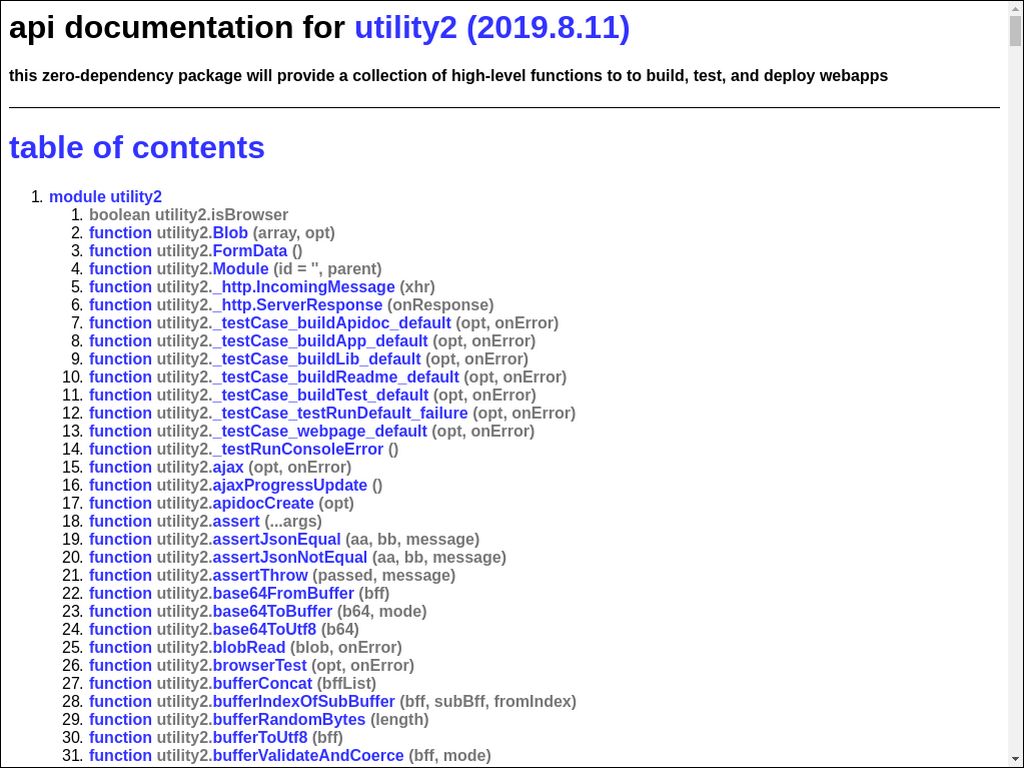 api documentation for utility2 (2019.8.11)
this zero-dependency package will provide a collection of high-level functions to to build, test, and deploy webapps
table of contents
1. module utility2
1. boolean utility2.isBrowser
2. function utility2.Blob (array, opt)
3. function utility2.FormData ()
4. function utility2.Module (id = '', parent)
5. function utility2._http.IncomingMessage (xhr)
6. function utility2._http.ServerResponse (onResponse)
7. function utility2._testCase_buildApidoc_default (opt, onError)
8. function utility2._testCase_buildApp_default (opt, onError)
9. function utility2._testCase_buildLib_default (opt, onError)
10. function utility2._testCase_buildReadme_default (opt, onError)
11. function utility2._testCase_buildTest_default (opt, onError)
12. function utility2._testCase_testRunDefault_failure (opt, onError)
13. function utility2._testCase_webpage_default (opt, onError)
14. function utility2._testRunConsoleError ()
15. function utility2.ajax (opt, onError)
16. function utility2.ajaxProgressUpdate ()
17. function utility2.apidocCreate (opt)
18. function utility2.assert (...args)
19. function utility2.assertJsonEqual (aa, bb, message)
20. function utility2.assertJsonNotEqual (aa, bb, message)
21. function utility2.assertThrow (passed, message)
22. function utility2.base64FromBuffer (bff)
23. function utility2.base64ToBuffer (b64, mode)
24. function utility2.base64ToUtf8 (b64)
25. function utility2.blobRead (blob, onError)
26. function utility2.browserTest (opt, onError)
27. function utility2.bufferConcat (bffList)
28. function utility2.bufferIndexOfSubBuffer (bff, subBff, fromIndex)
29. function utility2.bufferRandomBytes (length)
30. function utility2.bufferToUtf8 (bff)
31. function utility2.bufferValidateAndCoerce (bff, mode)